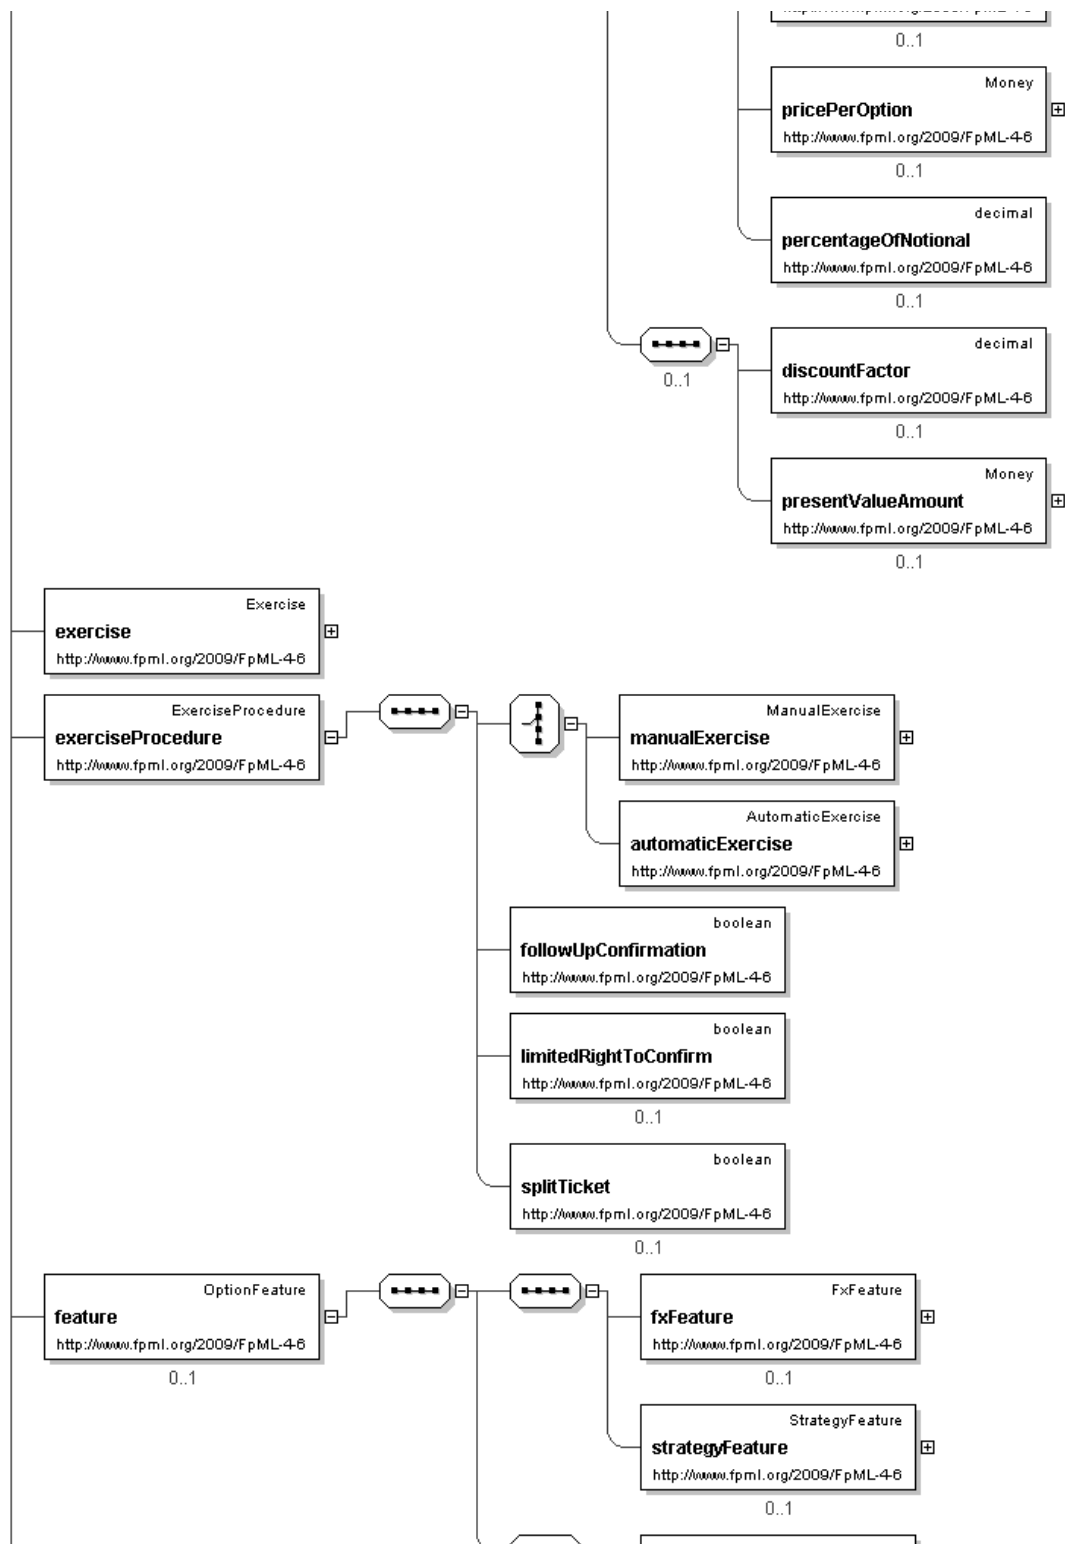 0..1
Money
pricePerOption
http://www.fpml.org/2009/FpML-4-6
0..1
decimal
percentageOfNotional
http://www.fpml.org/2009/FpML-4-6
0..1
0..1
decimal
discountFactor
http://www.fpml.org/2009/FpML-4-6
0..1
Money
presentValueAmount
http://www.fpml.org/2009/FpML-4-6
0..1
Exercise
exercise
http://www.fpml.org/2009/FpML-4-6
ExerciseProcedure
exerciseProcedure
http://www.fpml.org/2009/FpML-4-6
ManualExercise
manualExercise
http://www.fpml.org/2009/FpML-4-6
AutomaticExercise
automaticExercise
http://www.fpml.org/2009/FpML-4-6
boolean
followUpConfirmation
http://www.fpml.org/2009/FpML-4-6
boolean
limitedRightToConfirm
http://www.fpml.org/2009/FpML-4-6
0..1
boolean
splitTicket
http://www.fpml.org/2009/FpML-4-6
0..1
OptionFeature
feature
http://www.fpml.org/2009/FpML-4-6
0..1
FxFeature
fxFeature
http://www.fpml.org/2009/FpML-4-6
0..1
StrategyFeature
strategyFeature
http://www.fpml.org/2009/FpML-4-6
0..1